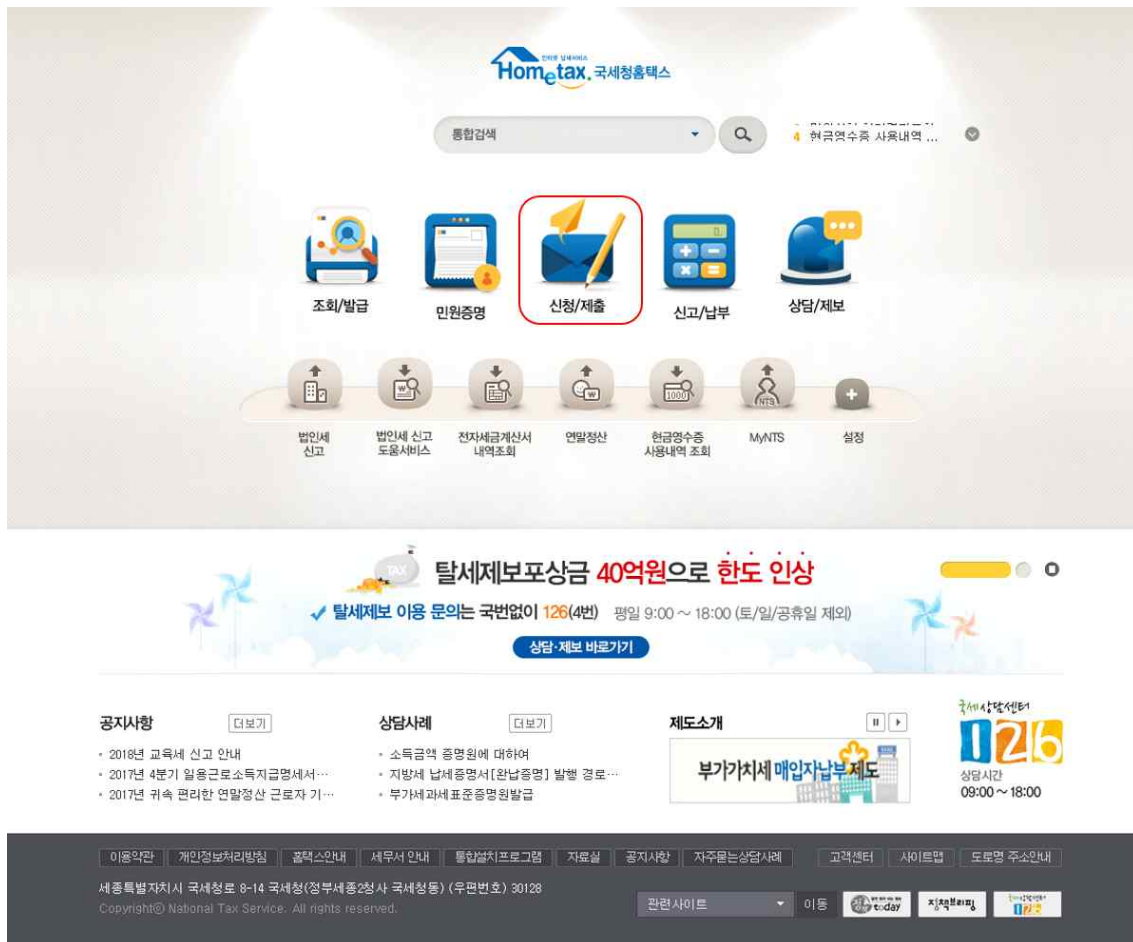 인터넷 납세서비스
Hometax. 국세청홈택스
통합검색
4 현금영수증 사용내역 ...
조회/발급
민원증명
신청/제출
신고/납부
상담/제보
법인세
신고
법인세 신고
도움서비스
전자세금계산서
내역조회
연말정산
1000
현금영수증
사용내역 조회
NTS
MyNTS
설정
TAX
탈세제보포상금 40억원으로 한도 인상
탈세제보 이용 문의는 국번없이 126(4번) 평일 9:00 ~ 18:00 (토/일/공휴일 제외)
상담·제보 바로가기
공지사항 더보기
• 2018년 교육세 신고 안내
• 2017년 4분기 일용근로소득지급명세서…
• 2017년 귀속 편리한 연말정산 근로자 기…
상담사례 더보기
• 소득금액 증명원에 대하여
• 지방세 납세증명서[완납증명] 발행 경로…
• 부가세과세표준증명원발급
제도소개
부가가치세 매입자납부 제도
국세상담센터
126
상담시간
09:00 ~ 18:00
이용약관 개인정보처리방침 홈택스안내 세무서 안내 통합설치프로그램 자료실 공지사항 자주묻는상담사례 고객센터 사이트맵 도로명 주소안내
세종특별자치시 국세청로 8-14 국세청(정부세종2청사 국세청동) (우편번호) 30128
Copyrightⓒ National Tax Service. All rights reserved.
관련사이트 이동 today 정책브리핑 126